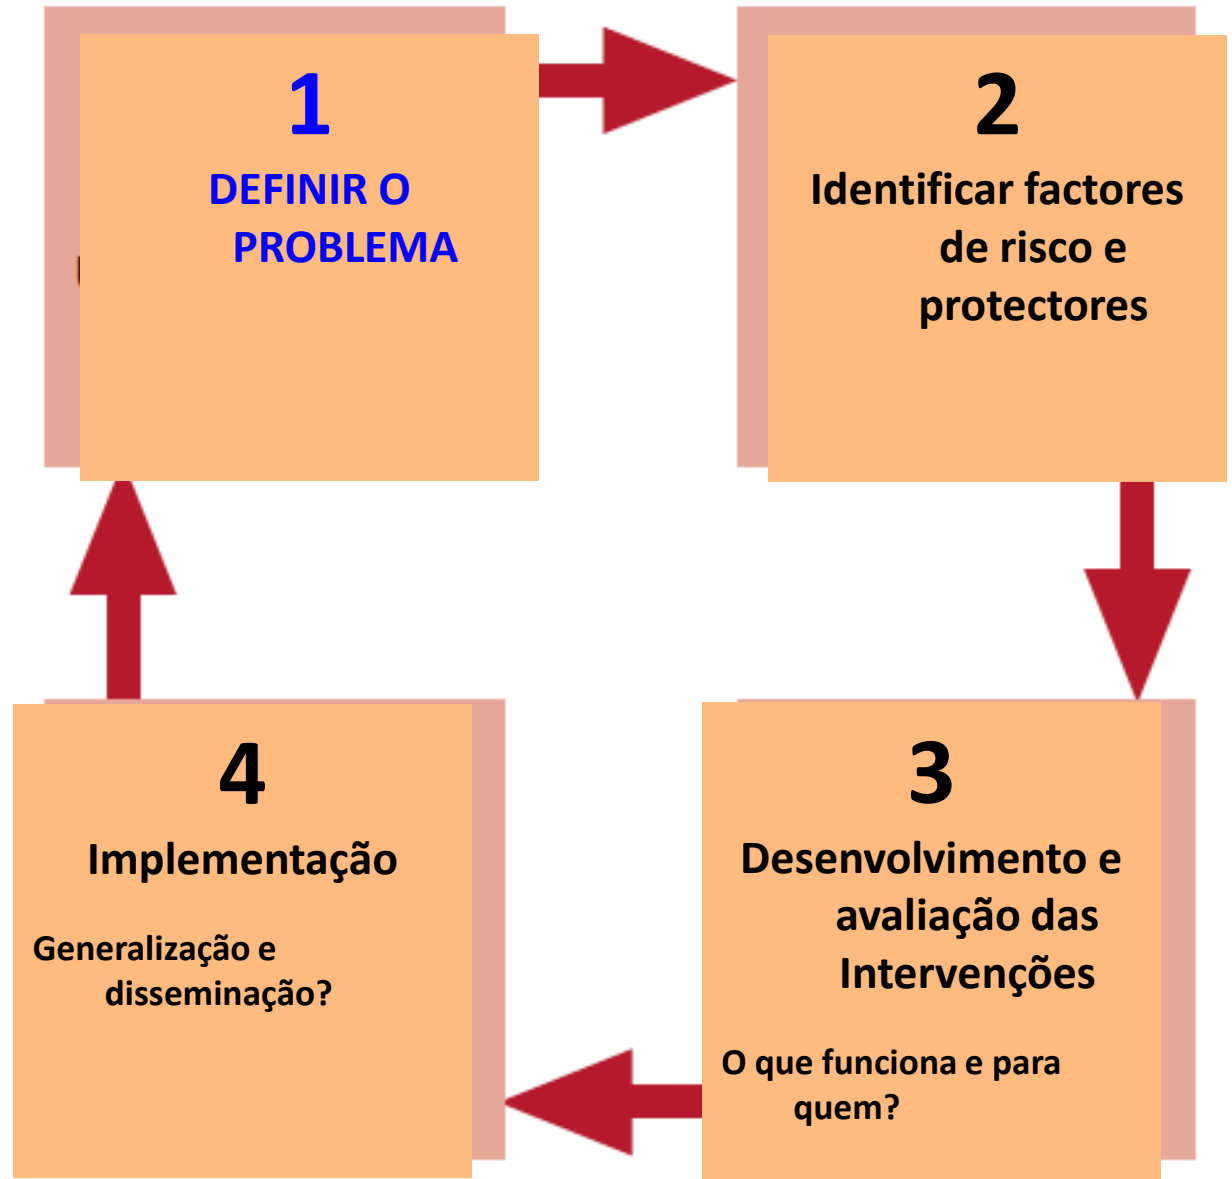 1
DEFINIR O
PROBLEMA
2
Identificar factores
de risco e
protectores
3
Desenvolvimento e
avaliação das
Intervenções
O que funciona e para
quem?
4
Implementação
Generalização e
disseminação?